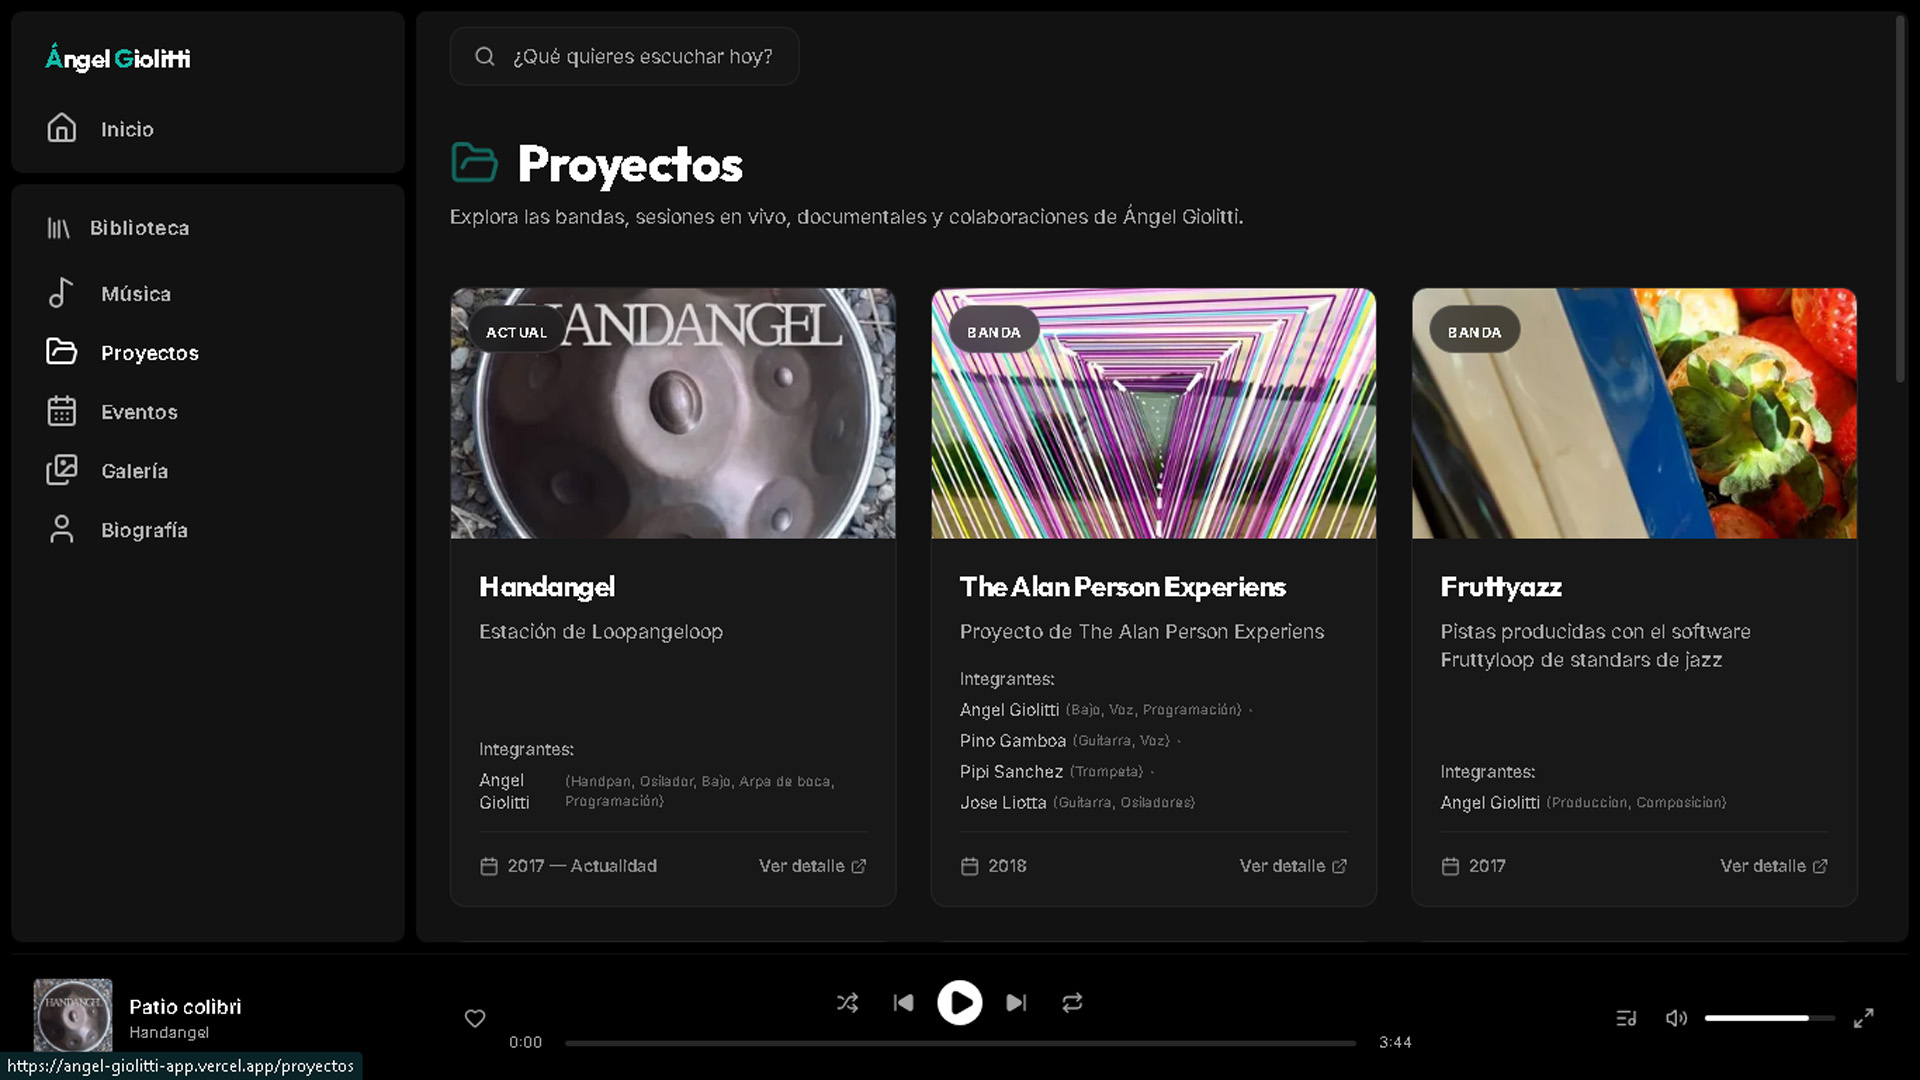 Ángel Giolitti
Inicio
Biblioteca
Música
Proyectos
Eventos
Galería
Biografía
¿Qué quieres escuchar hoy?
Proyectos
Explora las bandas, sesiones en vivo, documentales y colaboraciones de Ángel Giolitti.
ACTUAL
HANDANGEL
Handangel
Estación de Loopangeloop
Integrantes:
Angel Giolitti (Handpan, Osilador, Bajo, Arpa de boca,
Programación)
2017 — Actualidad
Ver detalle
BANDA
The Alan Person Experiens
Proyecto de The Alan Person Experiens
Integrantes:
Angel Giolitti (Bajo, Voz, Programación) ·
Pino Gamboa (Guitarra, Voz) ·
Pipi Sanchez (Trompeta) ·
Jose Liotta (Guitarra, Osiladores)
2018
Ver detalle
BANDA
Fruttyazz
Pistas producidas con el software
Fruttyloop de standars de jazz
Integrantes:
Angel Giolitti (Produccion, Composicion)
2017
Ver detalle
HANDANGEL
Patio colibri
Handangel
0:00
3:44
https://angel-giolitti-app.vercel.app/proyectos